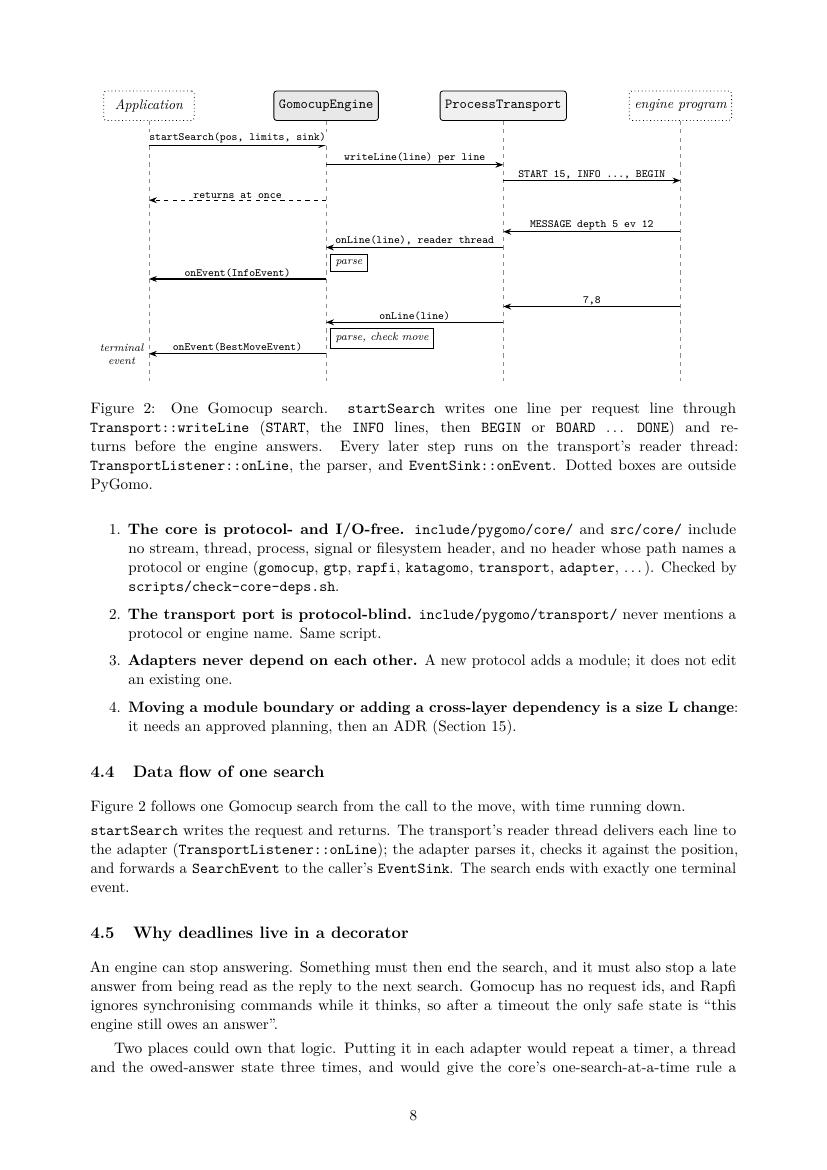 Application
GomocupEngine
ProcessTransport
engine program
startSearch(pos, limits, sink)
writeLine(line) per line
START 15, INFO ..., BEGIN
returns at once
MESSAGE depth 5 ev 12
onLine(line), reader thread
parse
onEvent(InfoEvent)
7,8
onLine(line)
parse, check move
terminal
event
onEvent(BestMoveEvent)
Figure 2: One Gomocup search. startSearch writes one line per request line through
Transport::writeLine (START, the INFO lines, then BEGIN or BOARD ... DONE) and re-
turns before the engine answers. Every later step runs on the transport's reader thread:
TransportListener::onLine, the parser, and EventSink::onEvent. Dotted boxes are outside
PyGomo.
1. The core is protocol- and I/O-free. include/pygomo/core/ and src/core/ include
no stream, thread, process, signal or filesystem header, and no header whose path names a
protocol or engine (gomocup, gtp, rapfi, katagomo, transport, adapter, ...). Checked by
scripts/check-core-deps.sh.
2. The transport port is protocol-blind. include/pygomo/transport/ never mentions a
protocol or engine name. Same script.
3. Adapters never depend on each other. A new protocol adds a module; it does not edit
an existing one.
4. Moving a module boundary or adding a cross-layer dependency is a size L change:
it needs an approved planning, then an ADR (Section 15).
4.4 Data flow of one search
Figure 2 follows one Gomocup search from the call to the move, with time running down.
startSearch writes the request and returns. The transport's reader thread delivers each line to
the adapter (TransportListener::onLine); the adapter parses it, checks it against the position,
and forwards a SearchEvent to the caller's EventSink. The search ends with exactly one terminal
event.
4.5 Why deadlines live in a decorator
An engine can stop answering. Something must then end the search, and it must also stop a late
answer from being read as the reply to the next search. Gomocup has no request ids, and Rapfi
ignores synchronising commands while it thinks, so after a timeout the only safe state is “this
engine still owes an answer”.
Two places could own that logic. Putting it in each adapter would repeat a timer, a thread
and the owed-answer state three times, and would give the core's one-search-at-a-time rule a
8